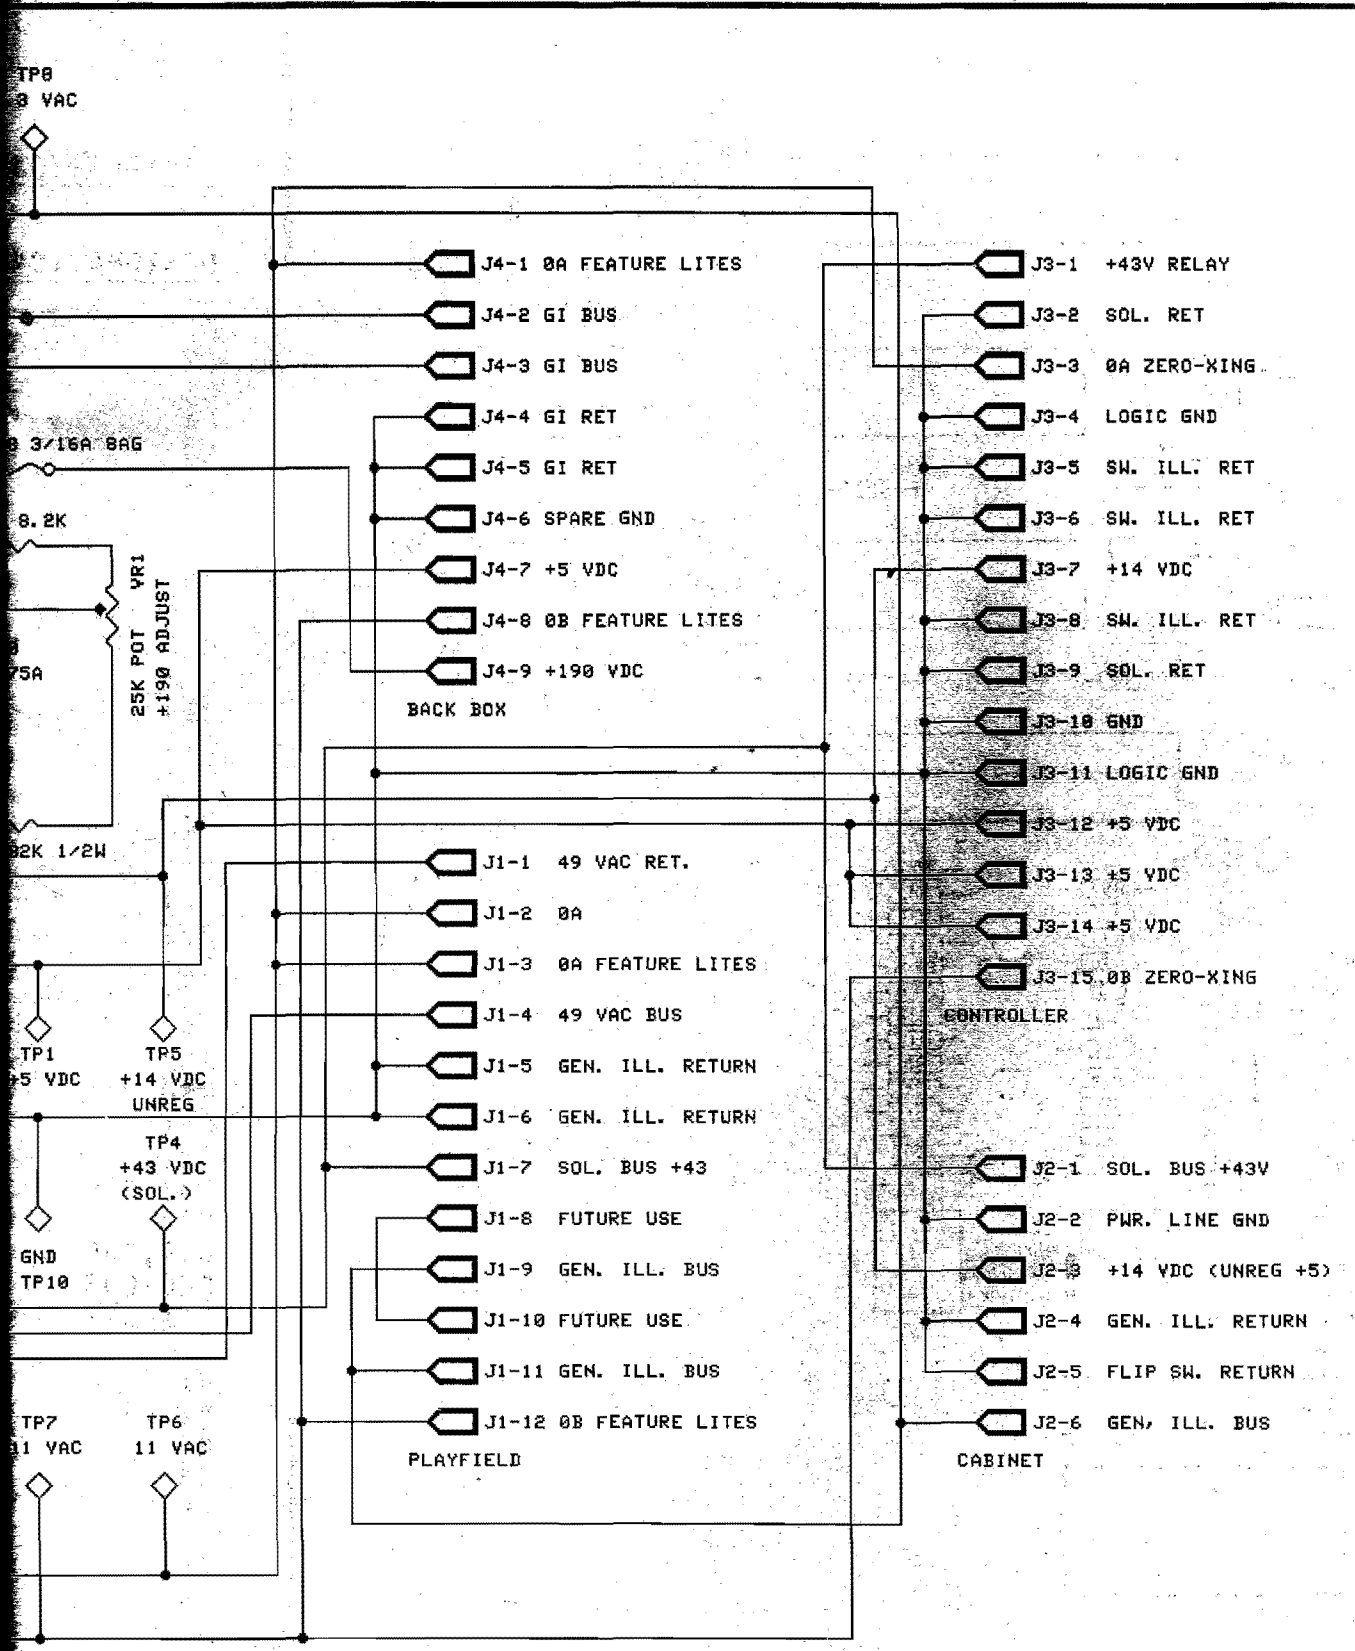 TP8
8 VAC
J4-1 0A FEATURE LITES
J4-2 GI BUS
J4-3 GI BUS
J4-4 GI RET
J4-5 GI RET
J4-6 SPARE GND
J4-7 +5 VDC
J4-8 0B FEATURE LITES
J4-9 +190 VDC
BACK BOX
3/16A 8AG
8.2K
25K POT VR1
+190 ADJUST
75A
82K 1/2W
J3-1 +43V RELAY
J3-2 SOL. RET
J3-3 0A ZERO-XING
J3-4 LOGIC GND
J3-5 SW. ILL. RET
J3-6 SW. ILL. RET
J3-7 +14 VDC
J3-8 SW. ILL. RET
J3-9 SOL. RET
J3-10 GND
J3-11 LOGIC GND
J3-12 +5 VDC
J3-13 +5 VDC
J3-14 +5 VDC
J3-15 0B ZERO-XING
CONTROLLER
J1-1 49 VAC RET.
J1-2 0A
J1-3 0A FEATURE LITES
J1-4 49 VAC BUS
J1-5 GEN. ILL. RETURN
J1-6 GEN. ILL. RETURN
J1-7 SOL. BUS +43
J1-8 FUTURE USE
J1-9 GEN. ILL. BUS
J1-10 FUTURE USE
J1-11 GEN. ILL. BUS
J1-12 0B FEATURE LITES
PLAYFIELD
TP1
+5 VDC
TP5
+14 VDC
UNREG
TP4
+43 VDC
(SOL.)
GND
TP10
TP7
11 VAC
TP6
11 VAC
J2-1 SOL. BUS +43V
J2-2 PWR. LINE GND
J2-3 +14 VDC (UNREG +5)
J2-4 GEN. ILL. RETURN
J2-5 FLIP SW. RETURN
J2-6 GEN, ILL. BUS
CABINET